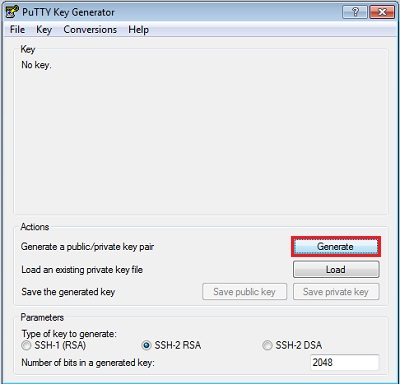 PuTTY Key Generator
File Key Conversions Help
Key
No key.
Actions
Generate a public/private key pair
Generate
Load an existing private key file
Load
Save the generated key
Save public key
Save private key
Parameters
Type of key to generate:
SSH-1 (RSA)
SSH-2 RSA
SSH-2 DSA
Number of bits in a generated key:
2048